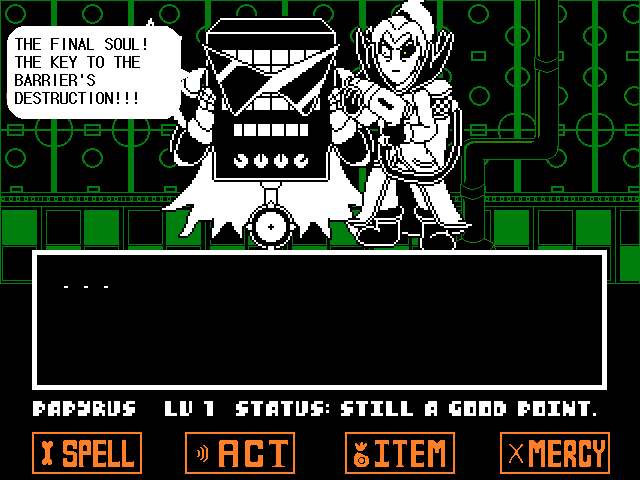 THE FINAL SOUL!
THE KEY TO THE
BARRIER'S
DESTRUCTION!!!
. . .
PAPYRUS LV 1 STATUS: STILL A GOOD POINT.
SPELL ACT ITEM MERCY